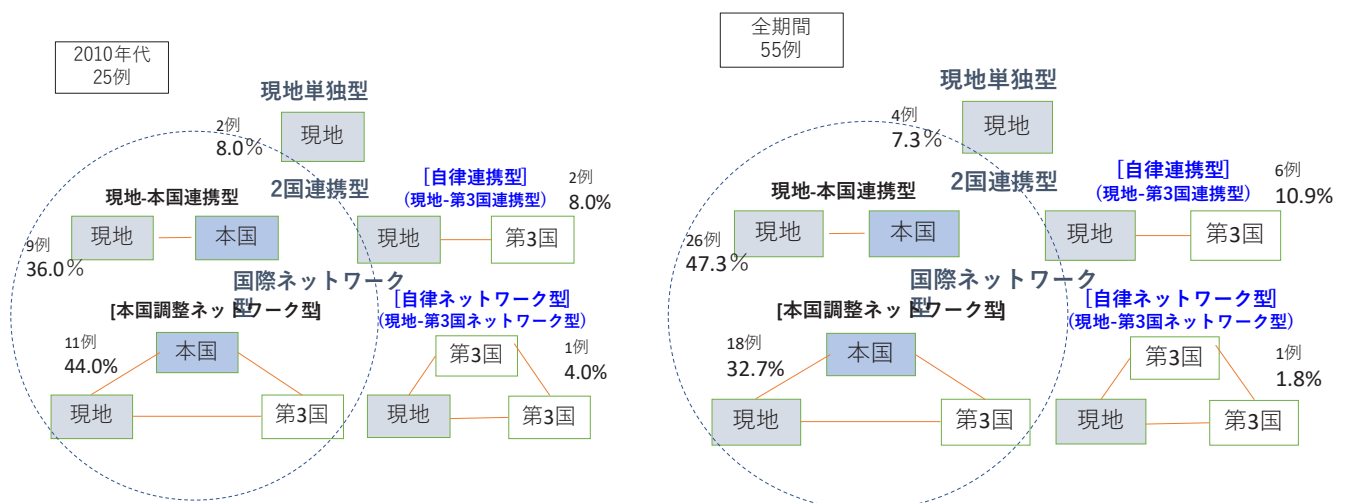 2010年代
25例
現地単独型
2例
8.0%
現地
2国連携型
現地-本国連携型
[自律連携型]
(現地-第3国連携型)
2例
8.0%
9例
36.0%
現地
本国
現地
第3国
国際ネットワーク
型
[本国調整ネットワーク型]
[自律ネットワーク型]
(現地-第3国ネットワーク型)
11例
44.0%
本国
現地
第3国
第3国
1例
4.0%
現地
第3国
全期間
55例
現地単独型
4例
7.3%
現地
2国連携型
現地-本国連携型
[自律連携型]
(現地-第3国連携型)
6例
10.9%
26例
47.3%
現地
本国
現地
第3国
国際ネットワーク
型
[本国調整ネットワーク型]
[自律ネットワーク型]
(現地-第3国ネットワーク型)
18例
32.7%
本国
現地
第3国
第3国
1例
1.8%
現地
第3国